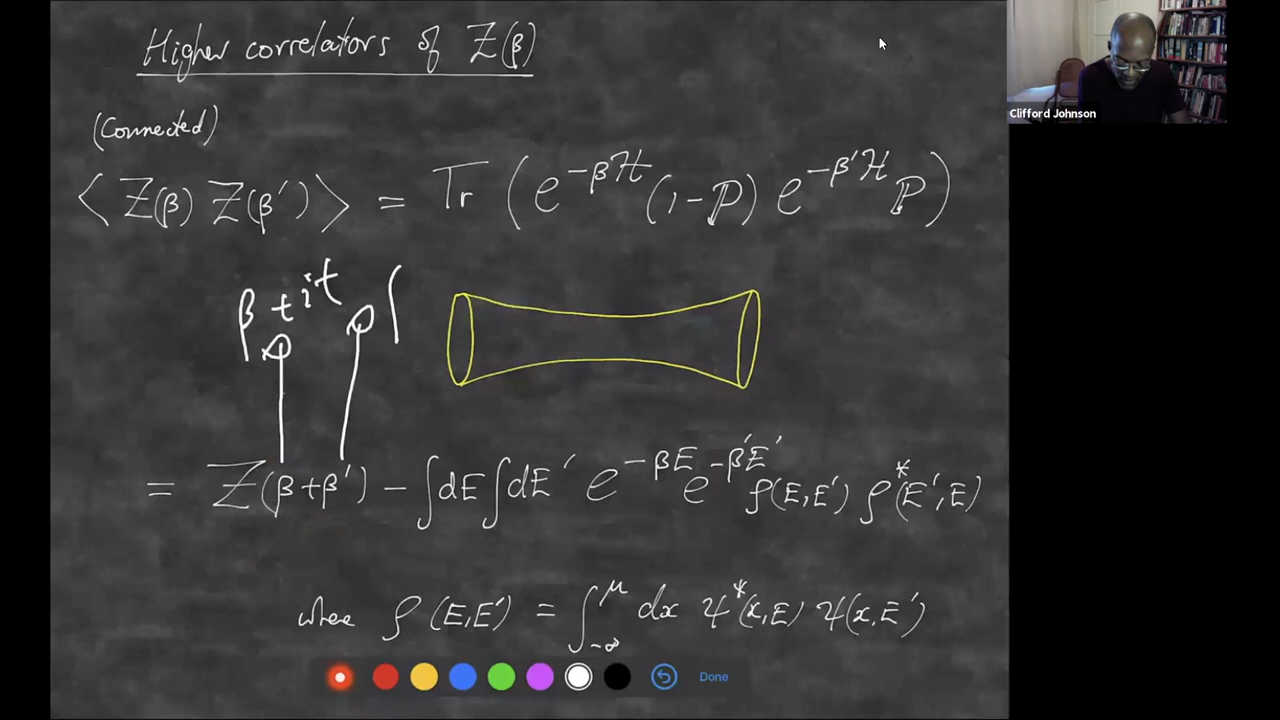 Higher correlators of Z(β)
Clifford Johnson
(Connected)
⟨ Z(β) Z(β') ⟩ = Tr ( e^{-βℋ} (1-P) e^{-β'ℋ} P )
β + it
= Z(β+β') - ∫dE∫dE' e^{-βE} e^{-β'E'} ρ(E,E') ρ*(E',E)
where ρ(E,E') = ∫_{-∞}^{μ} dx ψ*(x,E) ψ(x,E')
Done